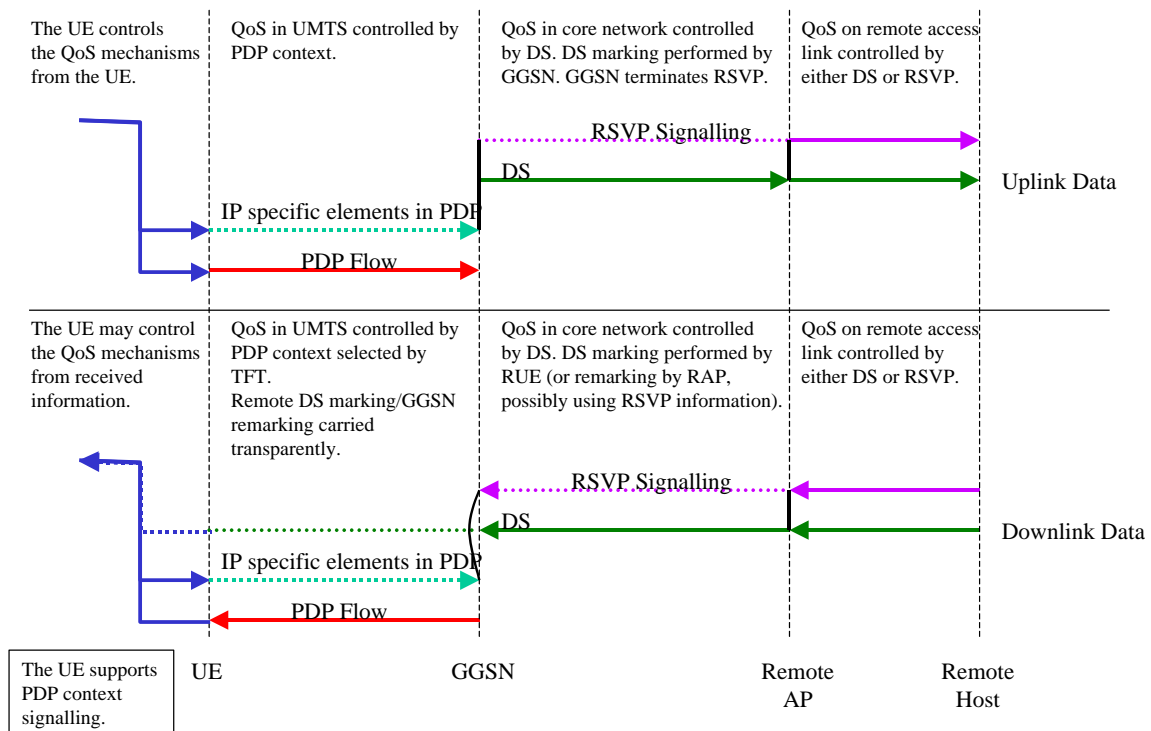 The UE controls
the QoS mechanisms
from the UE.
QoS in UMTS controlled by
PDP context.
QoS in core network controlled
by DS. DS marking performed by
GGSN. GGSN terminates RSVP.
QoS on remote access
link controlled by
either DS or RSVP.
RSVP Signalling
DS
Uplink Data
IP specific elements in PDP
PDP Flow
The UE may control
the QoS mechanisms
from received
information.
QoS in UMTS controlled by
PDP context selected by
TFT.
Remote DS marking/GGSN
remarking carried
transparently.
QoS in core network controlled
by DS. DS marking performed by
RUE (or remarking by RAP,
possibly using RSVP information).
QoS on remote access
link controlled by
either DS or RSVP.
RSVP Signalling
DS
Downlink Data
IP specific elements in PDP
PDP Flow
The UE supports
PDP context
signalling.
UE
GGSN
Remote
AP
Remote
Host